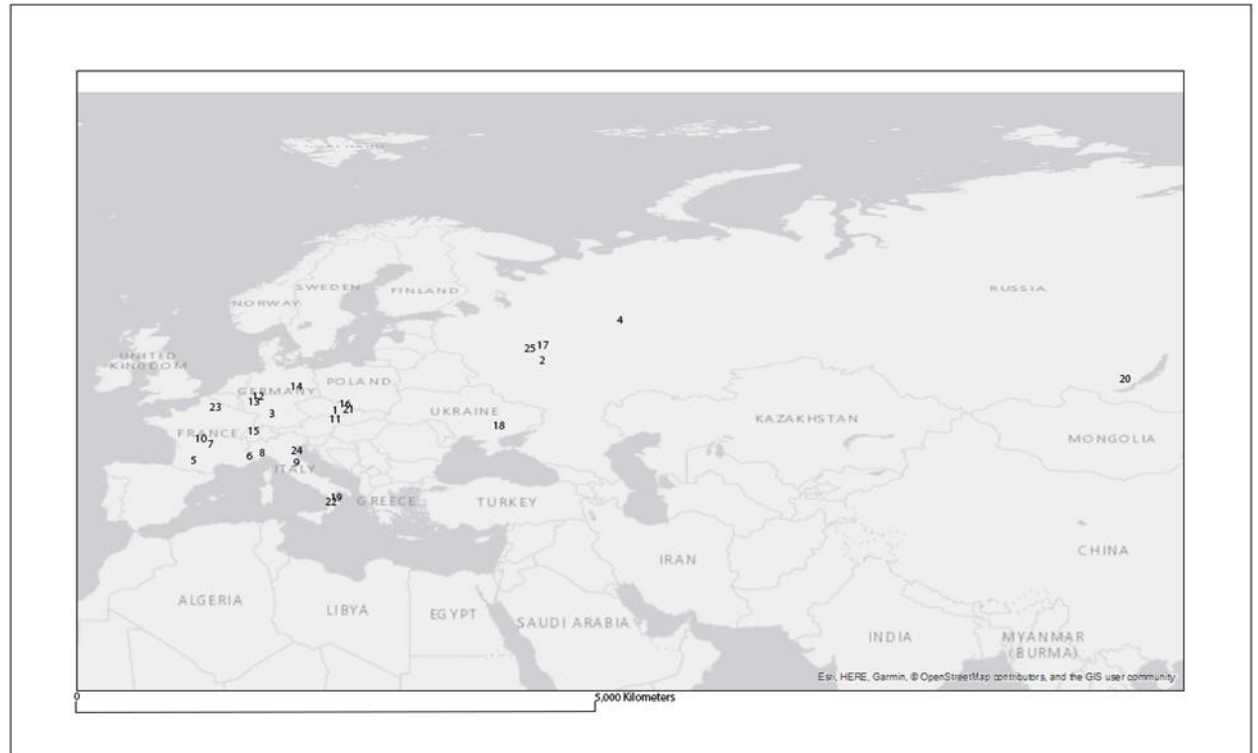 RUSSIA
SWEDEN
FINLAND
NORWAY
4
25 17
2
UNITED
KINGDOM
20
14
POLAND
GERMANY
12
13
23
16
1 21
3
11
UKRAINE
18
KAZAKHSTAN
MONGOLIA
FRANCE
15
10
7
24
6 8
5
9
ITALY
19
22
GREECE
TURKEY
CHINA
IRAN
ALGERIA
LIBYA
EGYPT
SAUDI ARABIA
INDIA
MYANMAR
(BURMA)
Esri, HERE, Garmin, © OpenStreetMap contributors, and the GIS user community
0 5,000 Kilometers